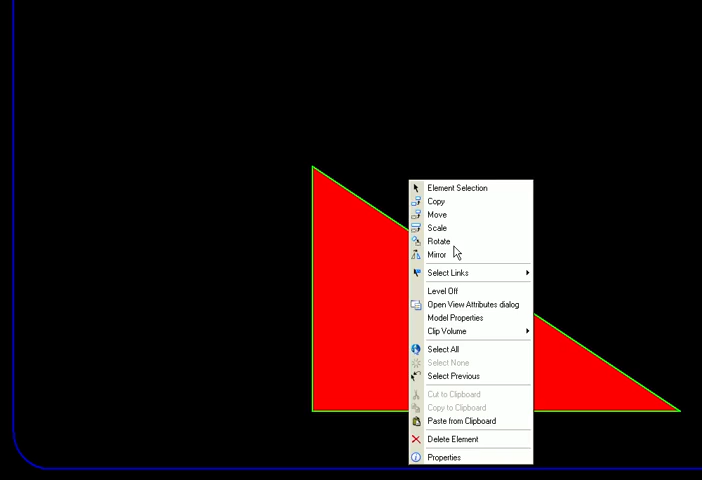 Element Selection
Copy
Move
Scale
Rotate
Mirror
Select Links
Level Off
Open View Attributes dialog
Model Properties
Clip Volume
Select All
Select None
Select Previous
Cut to Clipboard
Copy to Clipboard
Paste from Clipboard
Delete Element
Properties